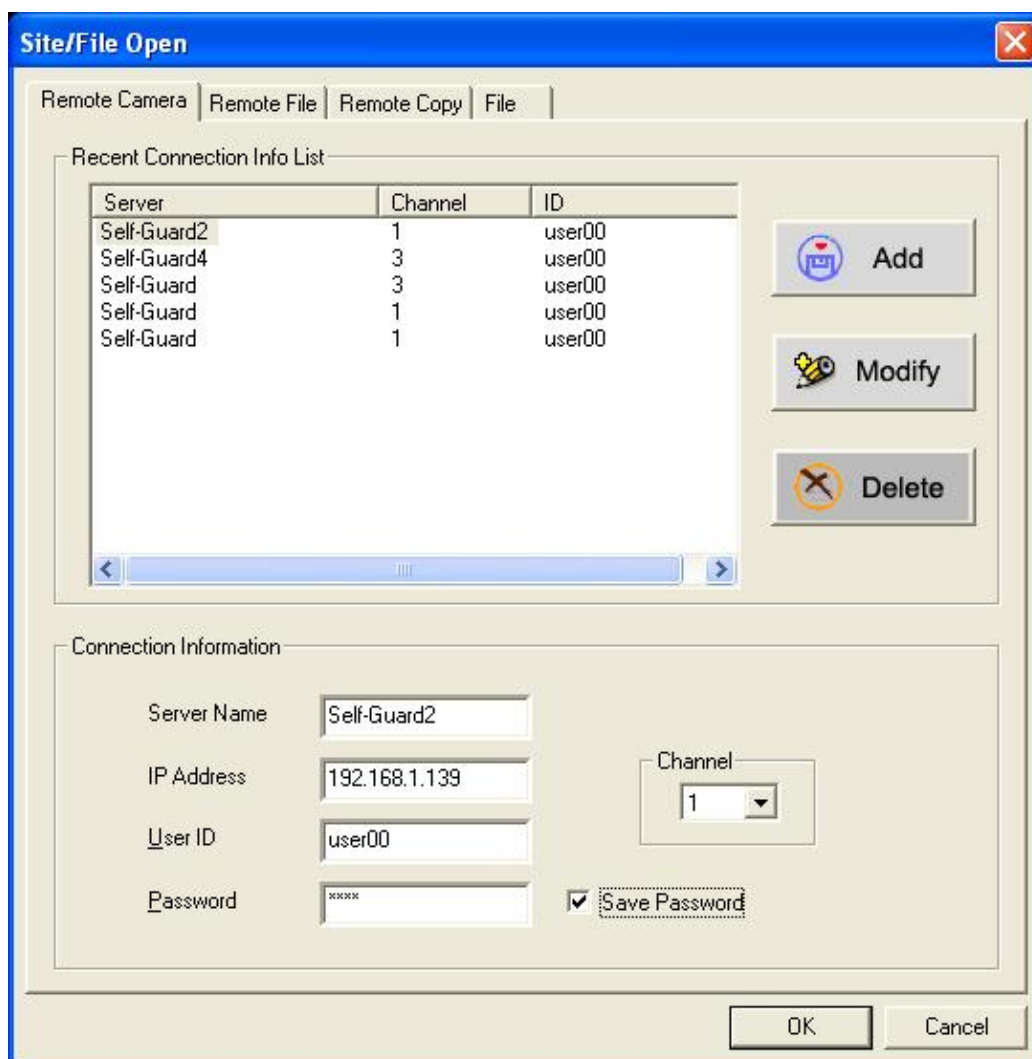 Site/File Open
Remote Camera Remote File Remote Copy File
Recent Connection Info List
Server Channel ID
Self-Guard2 1 user00
Self-Guard4 3 user00
Self-Guard 3 user00
Self-Guard 1 user00
Self-Guard 1 user00
Add
Modify
Delete
Connection Information
Server Name Self-Guard2
IP Address 192.168.1.139
Channel
1
User ID user00
Password ****
Save Password
OK Cancel